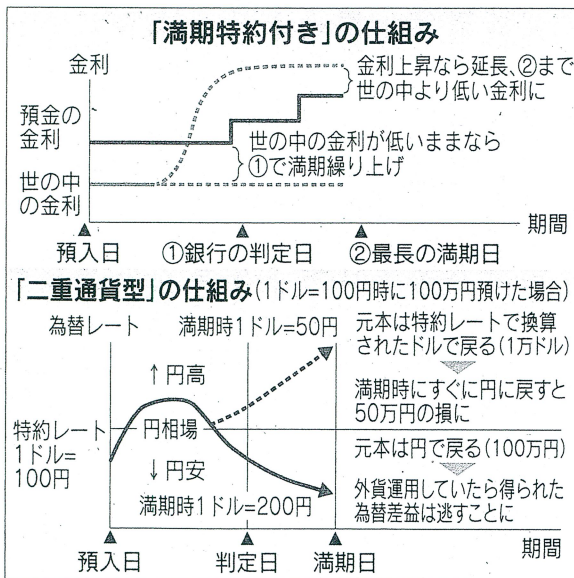 「満期特約付き」の仕組み
金利
金利上昇なら延長、②まで
世の中より低い金利に
預金の
金利
世の中の金利が低いままなら
①で満期繰り上げ
世の中
の金利
期間
預入日
①銀行の判定日
②最長の満期日
「二重通貨型」の仕組み(1ドル=100円時に100万円預けた場合)
為替レート
満期時1ドル=50円
元本は特約レートで換算
されたドルで戻る(1万ドル)
↑円高
満期時にすぐに円に戻すと
50万円の損に
特約レート
1ドル=
100円
円相場
元本は円で戻る(100万円)
↓円安
満期時1ドル=200円
外貨運用していたら得られた
為替差益は逃すことに
期間
預入日
判定日
満期日